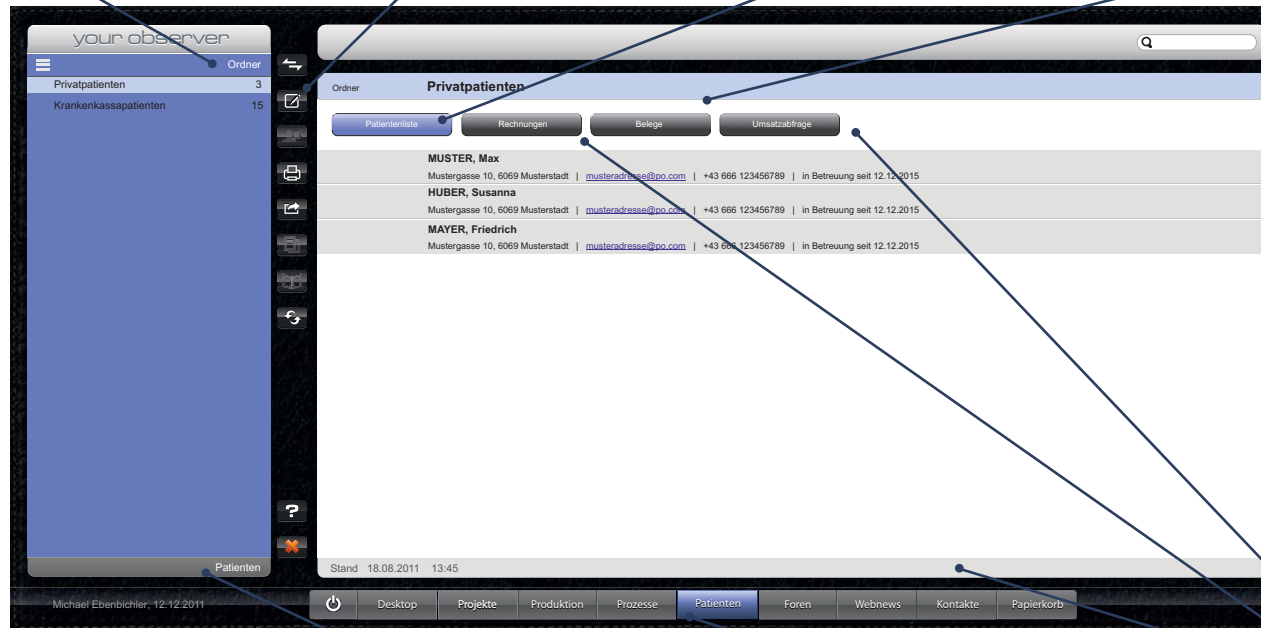 your observer
Ordner
Privatpatienten 3
Krankenkassapatienten 15
Ordner Privatpatienten
Patientenliste Rechnungen Belege Umsatzabfrage
MUSTER, Max
Mustergasse 10, 6069 Musterstadt | musteradresse@po.com | +43 666 123456789 | in Betreuung seit 12.12.2015
HUBER, Susanna
Mustergasse 10, 6069 Musterstadt | musteradresse@po.com | +43 666 123456789 | in Betreuung seit 12.12.2015
MAYER, Friedrich
Mustergasse 10, 6069 Musterstadt | musteradresse@po.com | +43 666 123456789 | in Betreuung seit 12.12.2015
?
Patienten
Stand 18.08.2011 13:45
Michael Ebenbichler, 12.12.2011
Desktop Projekte Produktion Prozesse Patienten Foren Webnews Kontakte Papierkorb